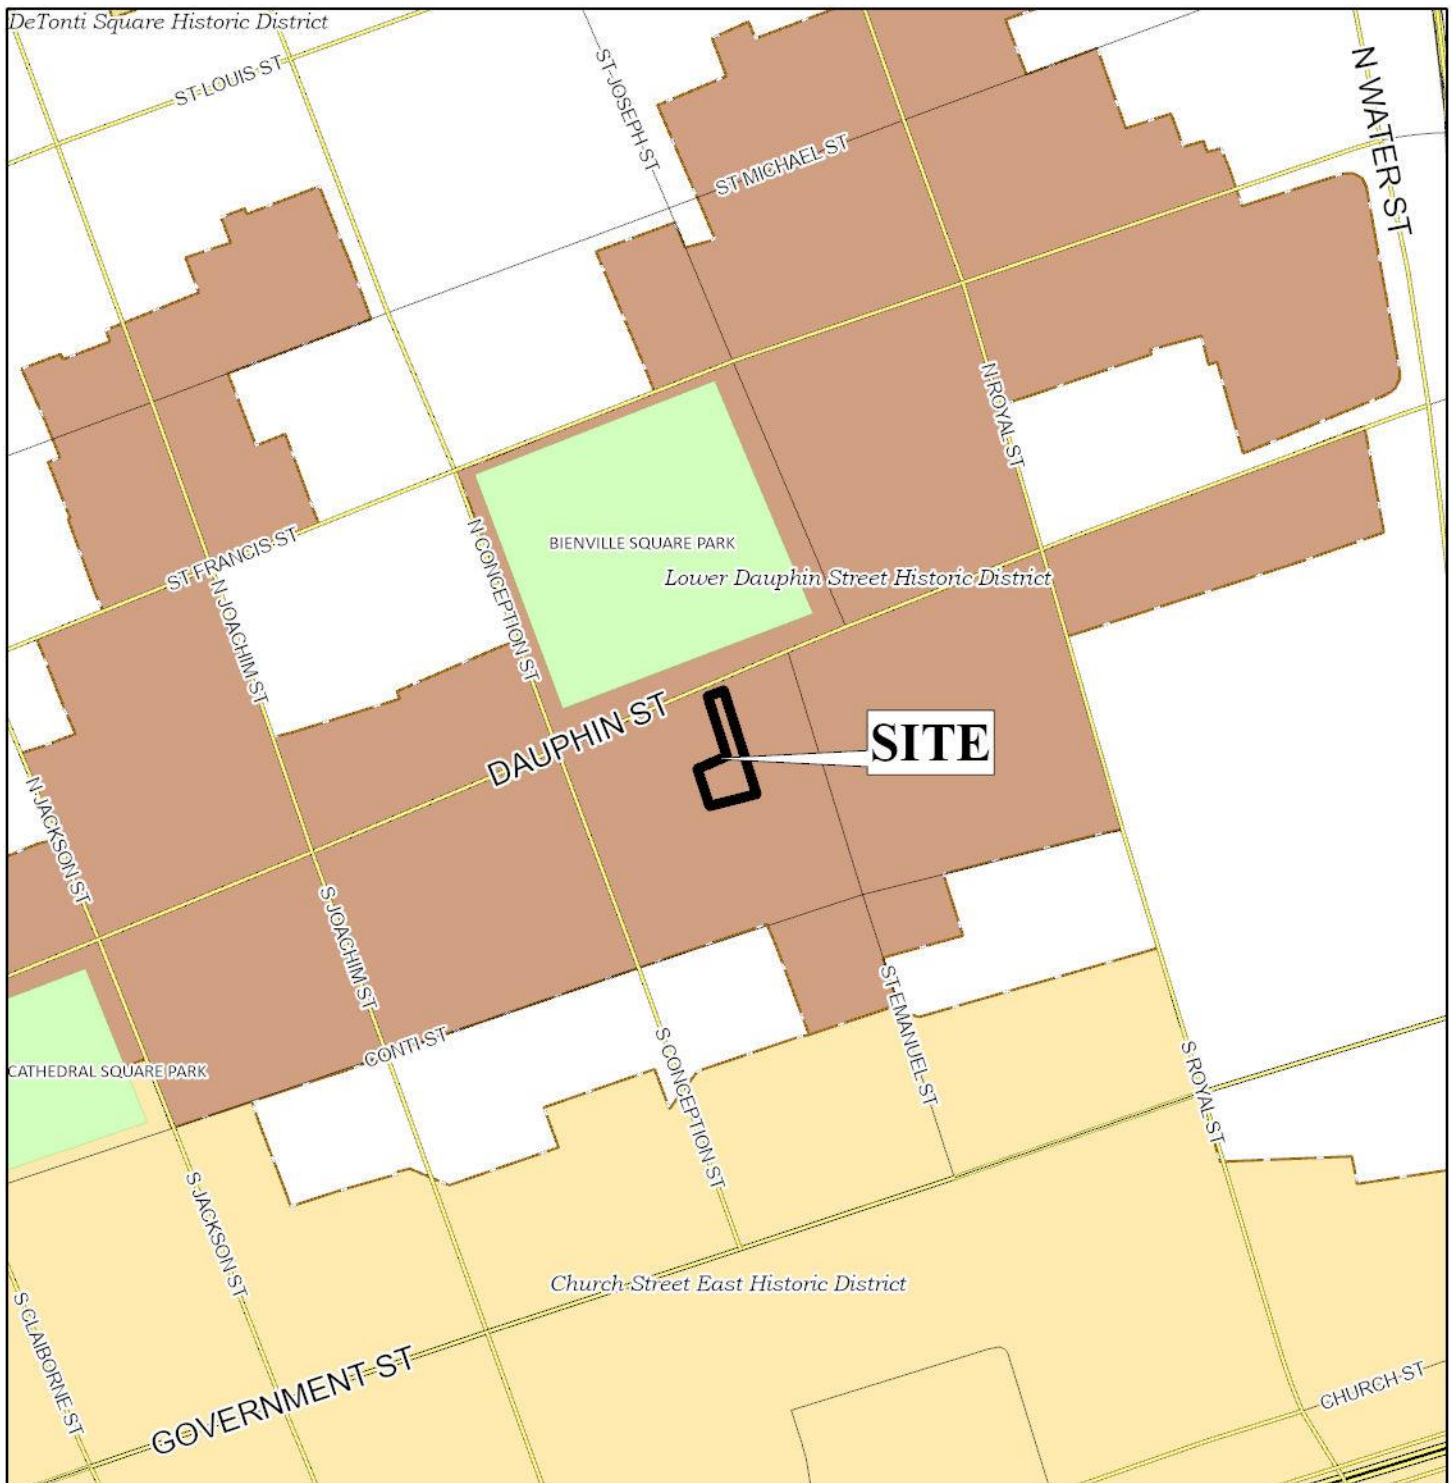 DeTonti Square Historic District
ST LOUIS ST
ST JOSEPH ST
N WATER ST
ST MICHAEL ST
N ROYAL ST
ST FRANCIS ST
N JOACHIM ST
N CONCEPTION ST
BIENVILLE SQUARE PARK
Lower Dauphin Street Historic District
DAUPHIN ST
SITE
N JACKSON ST
S JOACHIM ST
CONTI ST
ST EMANUEL ST
S CONCEPTION ST
S ROYAL ST
CATHEDRAL SQUARE PARK
S JACKSON ST
Church Street East Historic District
S CLAIBORNE ST
GOVERNMENT ST
CHURCH ST